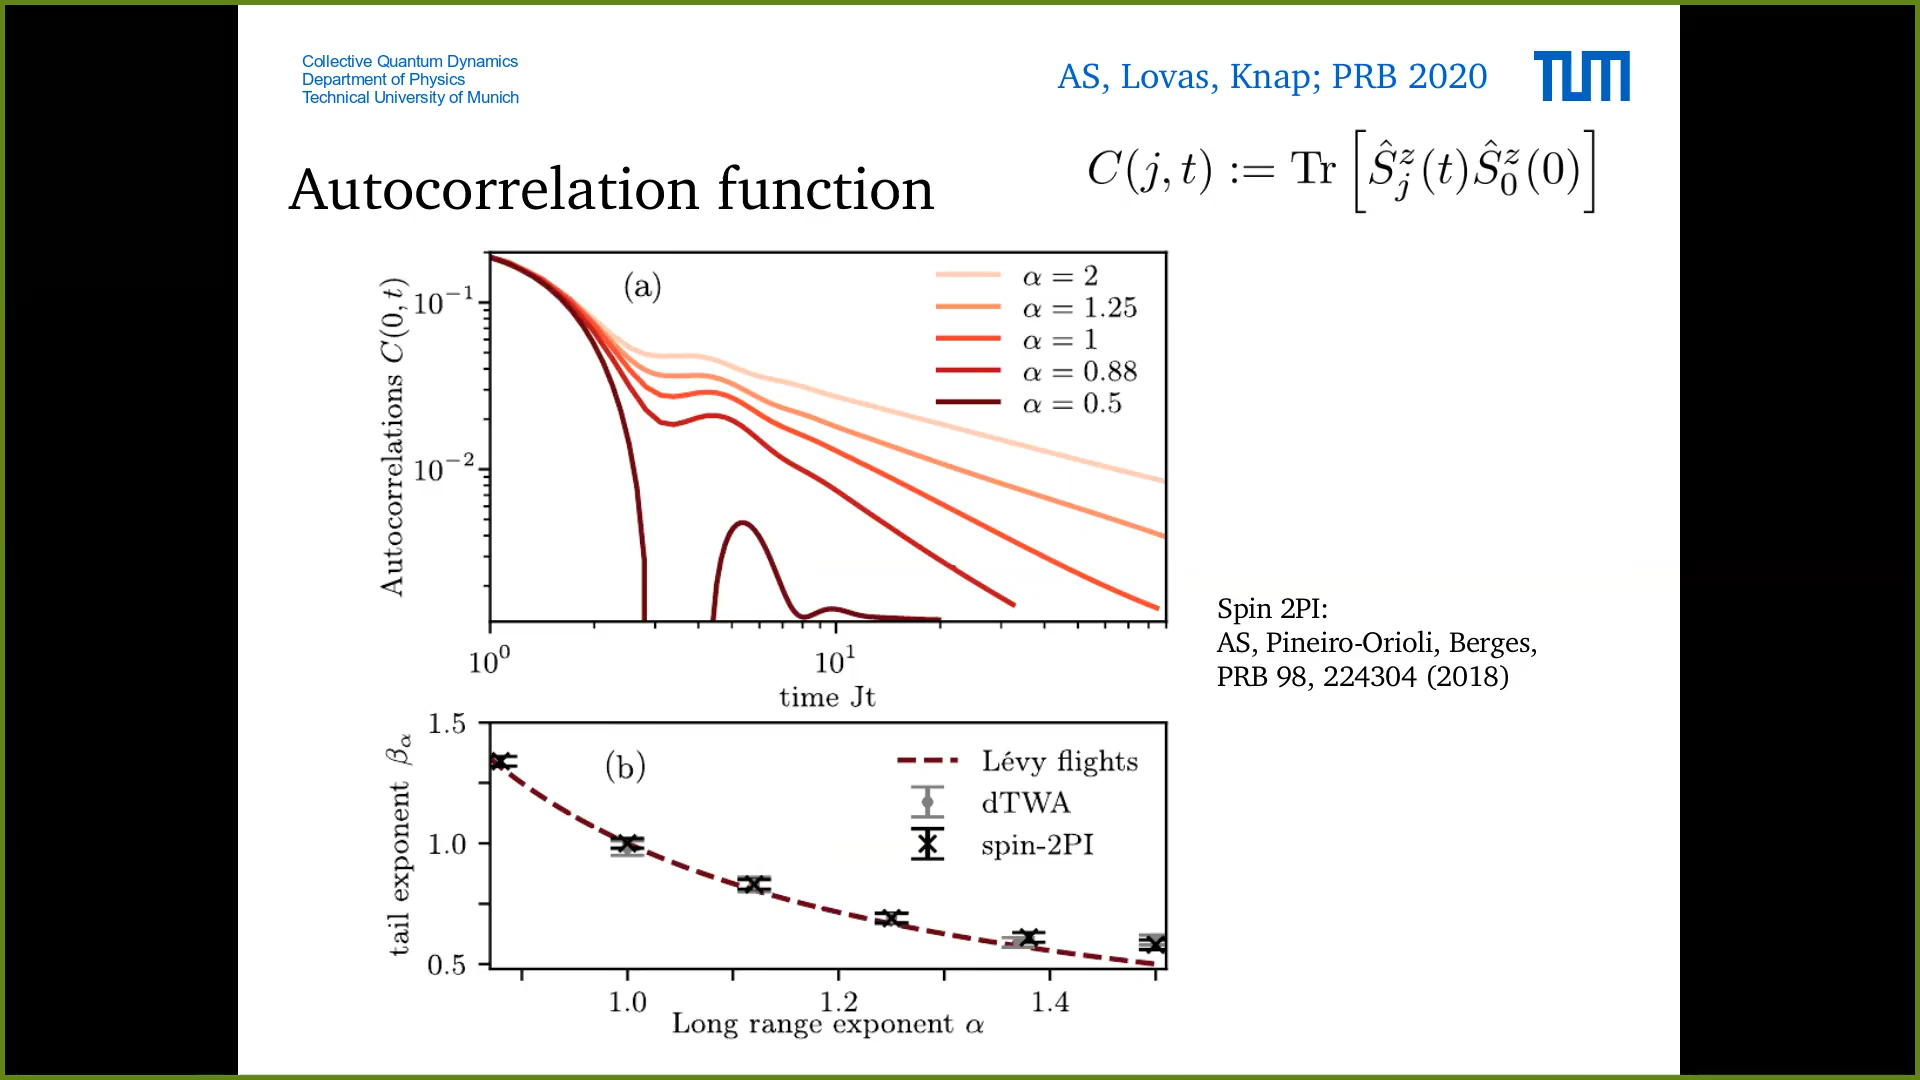 Collective Quantum Dynamics
Department of Physics
Technical University of Munich
AS, Lovas, Knap; PRB 2020
TUM
Autocorrelation function
C(j, t) := Tr [Ŝ^z_j(t)Ŝ^z_0(0)]
(a)
α = 2
α = 1.25
α = 1
α = 0.88
α = 0.5
Autocorrelations C(0, t)
10^−1
10^−2
10^0
10^1
time Jt
Spin 2PI:
AS, Pineiro-Orioli, Berges,
PRB 98, 224304 (2018)
(b)
Lévy flights
dTWA
spin-2PI
tail exponent β_α
1.5
1.0
0.5
1.0
1.2
1.4
Long range exponent α